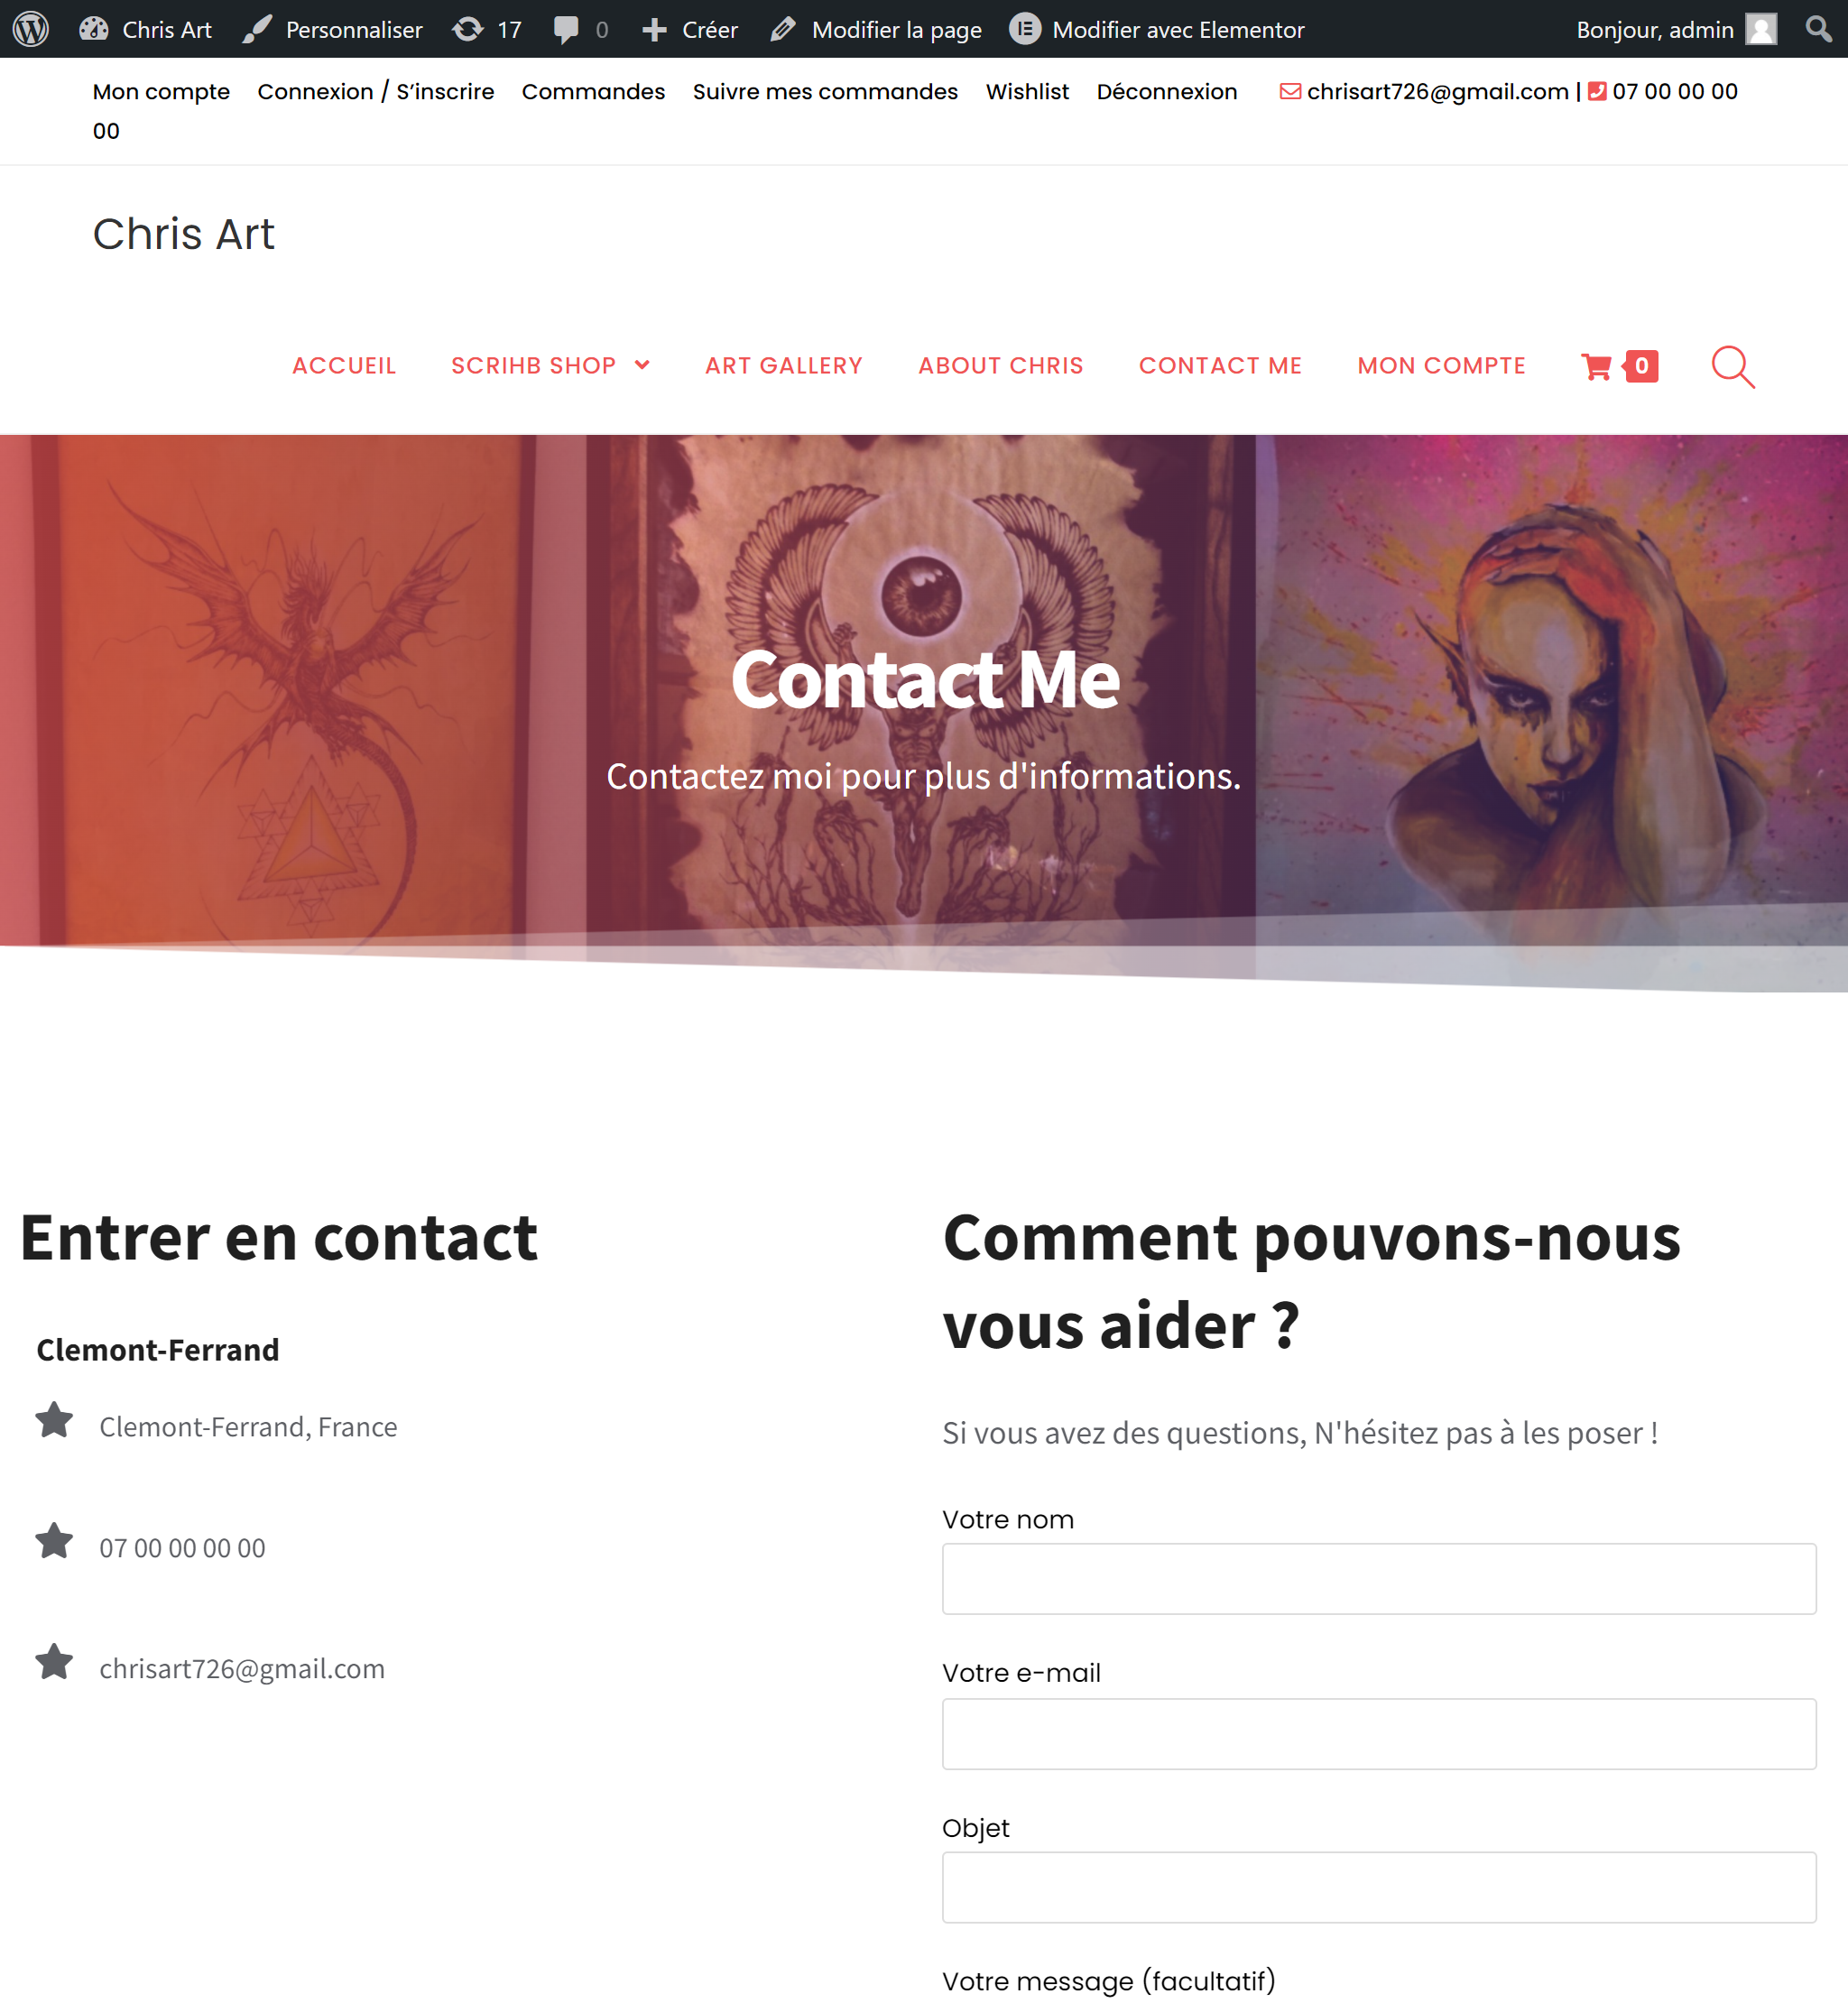 Chris Art Personnaliser 17 0 Créer Modifier la page Modifier avec Elementor Bonjour, admin
Mon compte Connexion / S’inscrire Commandes Suivre mes commandes Wishlist Déconnexion chrisart726@gmail.com | 07 00 00 00
00
Chris Art
ACCUEIL SCRIHB SHOP ART GALLERY ABOUT CHRIS CONTACT ME MON COMPTE 0
Contact Me
Contactez moi pour plus d'informations.
Entrer en contact
Clemont-Ferrand
Clemont-Ferrand, France
07 00 00 00 00
chrisart726@gmail.com
Comment pouvons-nous
vous aider ?
Si vous avez des questions, N'hésitez pas à les poser !
Votre nom
Votre e-mail
Objet
Votre message (facultatif)